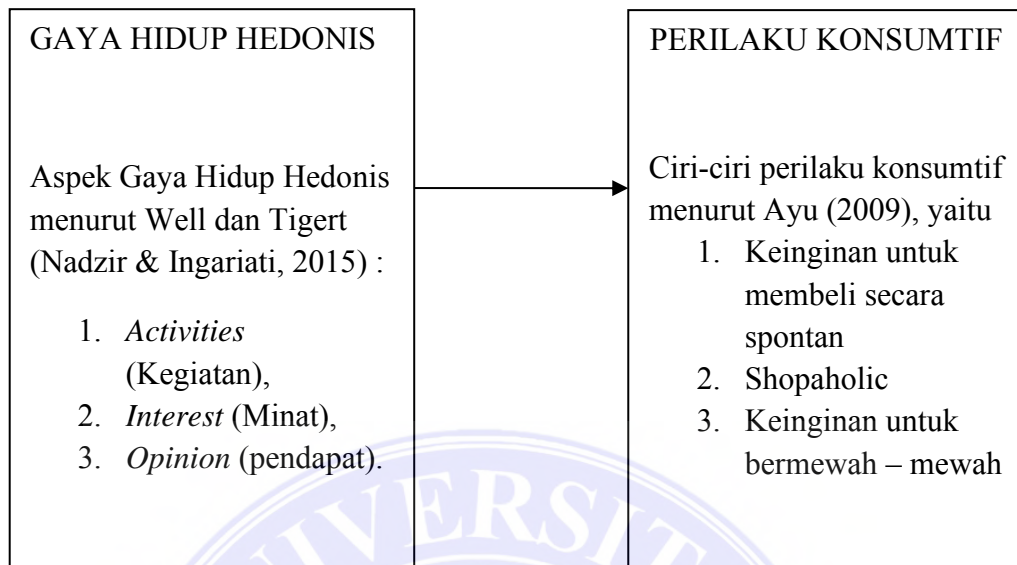 GAYA HIDUP HEDONIS
Aspek Gaya Hidup Hedonis
menurut Well dan Tigert
(Nadzir & Ingariati, 2015) :
1. Activities
(Kegiatan),
2. Interest (Minat),
3. Opinion (pendapat).
PERILAKU KONSUMTIF
Ciri-ciri perilaku konsumtif
menurut Ayu (2009), yaitu
1. Keinginan untuk
membeli secara
spontan
2. Shopaholic
3. Keinginan untuk
bermewah – mewah